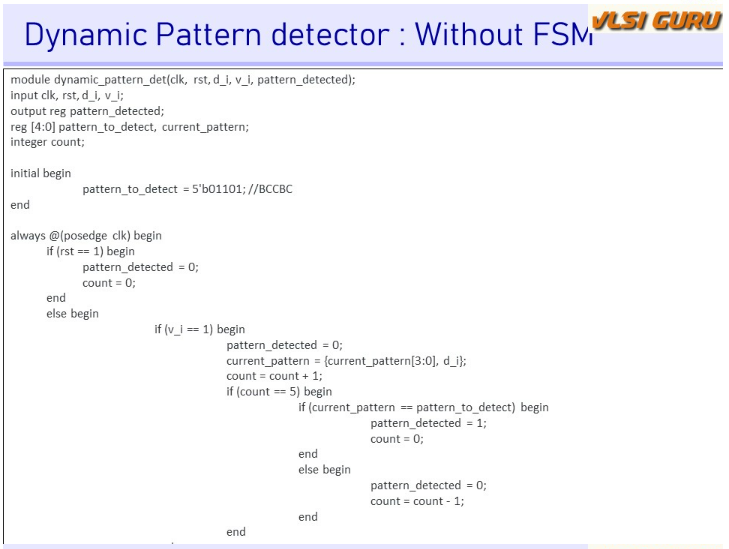 Dynamic Pattern detector : Without FSM
VLSI GURU
module dynamic_pattern_det(clk, rst, d_i, v_i, pattern_detected);
input clk, rst, d_i, v_i;
output reg pattern_detected;
reg [4:0] pattern_to_detect, current_pattern;
integer count;
initial begin
pattern_to_detect = 5'b01101; //BCCBC
end
always @(posedge clk) begin
if (rst == 1) begin
pattern_detected = 0;
count = 0;
end
else begin
if (v_i == 1) begin
pattern_detected = 0;
current_pattern = {current_pattern[3:0], d_i};
count = count + 1;
if (count == 5) begin
if (current_pattern == pattern_to_detect) begin
pattern_detected = 1;
count = 0;
end
else begin
pattern_detected = 0;
count = count - 1;
end
end